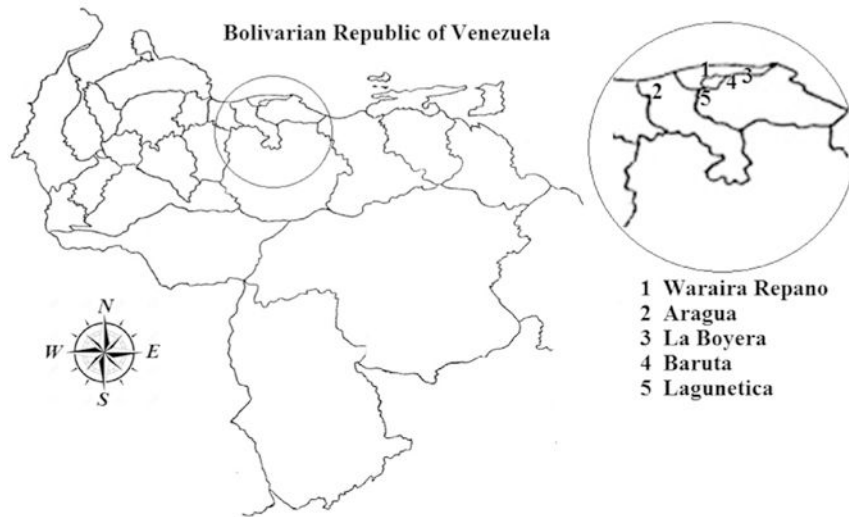 Bolivarian Republic of Venezuela
1
2
3
4
5
1 Waraira Repano
2 Aragua
3 La Boyera
4 Baruta
5 Lagunetica
N
W E
S